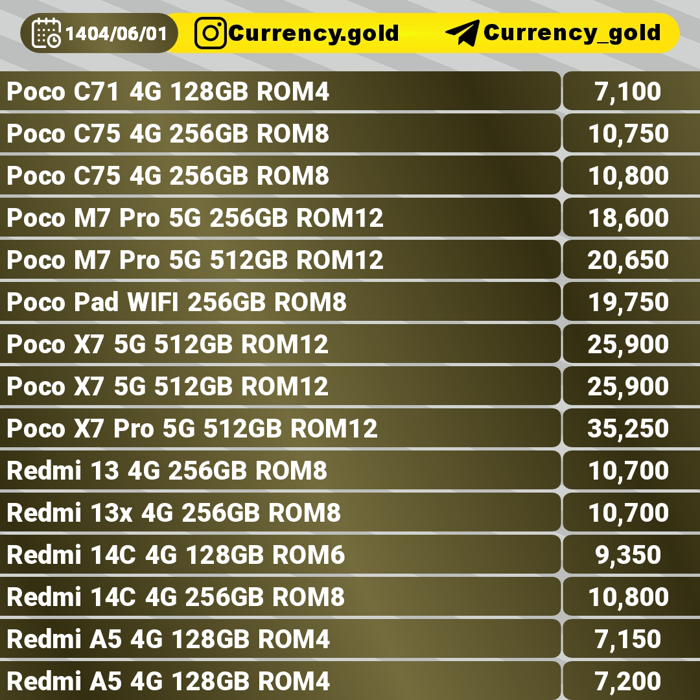 1404/06/01 Currency.gold Currency_gold
Poco C71 4G 128GB ROM4 7,100
Poco C75 4G 256GB ROM8 10,750
Poco C75 4G 256GB ROM8 10,800
Poco M7 Pro 5G 256GB ROM12 18,600
Poco M7 Pro 5G 512GB ROM12 20,650
Poco Pad WIFI 256GB ROM8 19,750
Poco X7 5G 512GB ROM12 25,900
Poco X7 5G 512GB ROM12 25,900
Poco X7 Pro 5G 512GB ROM12 35,250
Redmi 13 4G 256GB ROM8 10,700
Redmi 13x 4G 256GB ROM8 10,700
Redmi 14C 4G 128GB ROM6 9,350
Redmi 14C 4G 256GB ROM8 10,800
Redmi A5 4G 128GB ROM4 7,150
Redmi A5 4G 128GB ROM4 7,200